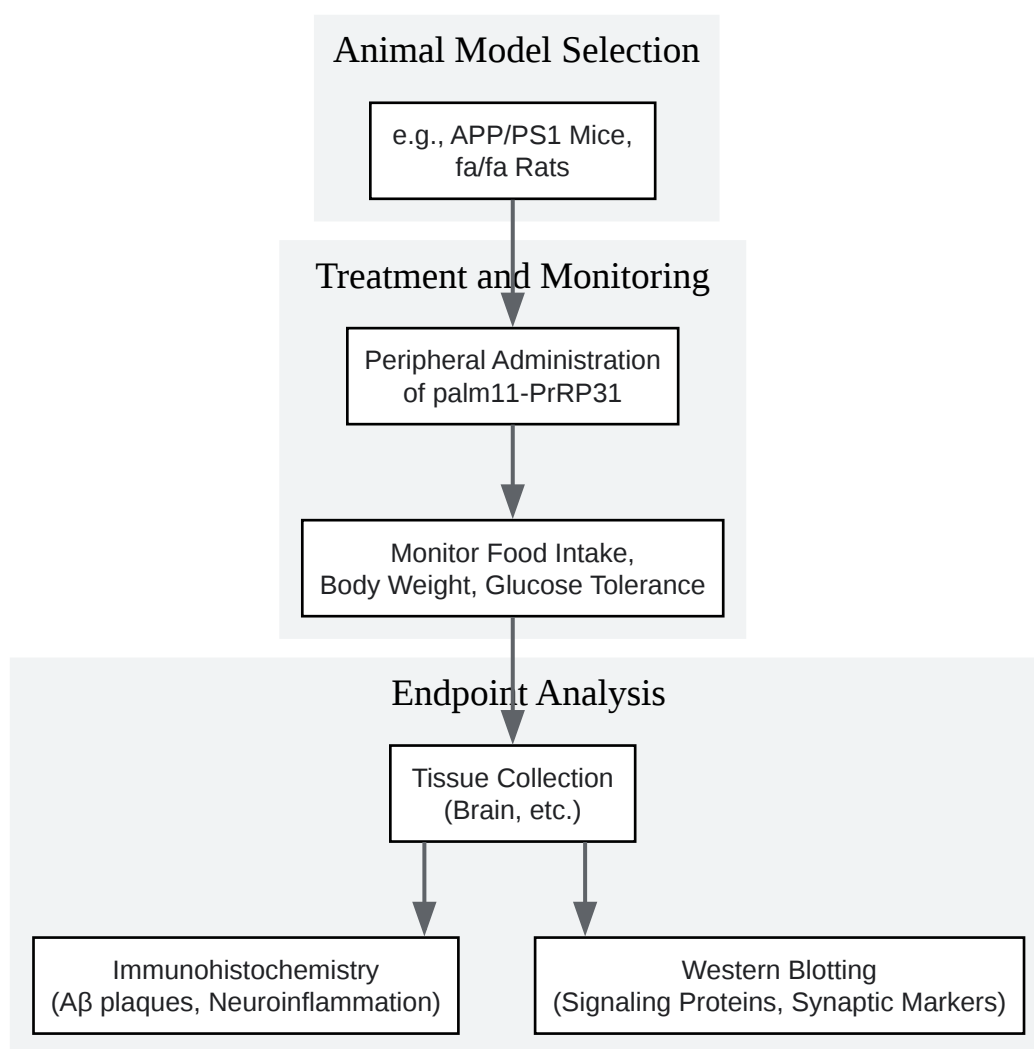 Animal Model Selection
e.g., APP/PS1 Mice,
fa/fa Rats
Treatment and Monitoring
Peripheral Administration
of palm11-PrRP31
Monitor Food Intake,
Body Weight, Glucose Tolerance
Endpoint Analysis
Tissue Collection
(Brain, etc.)
Immunohistochemistry
(Aβ plaques, Neuroinflammation)
Western Blotting
(Signaling Proteins, Synaptic Markers)